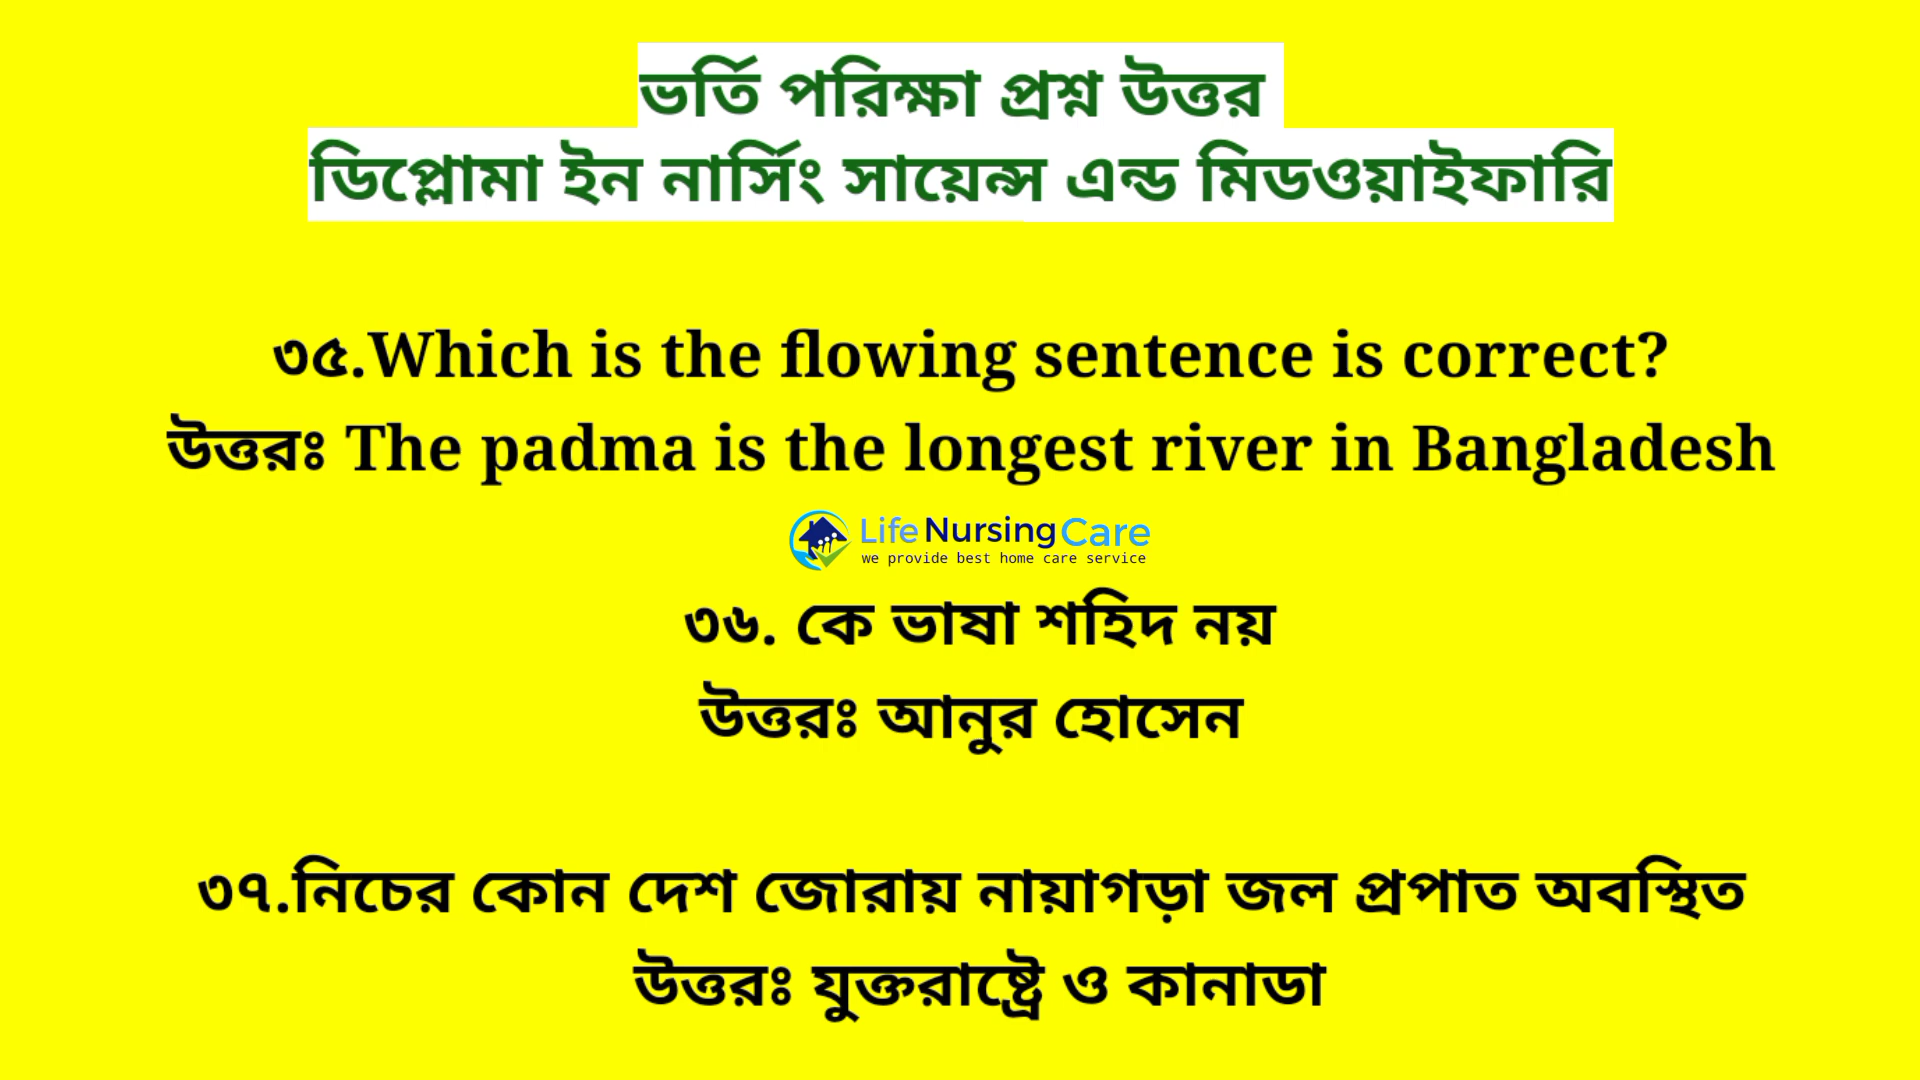 ভর্তি পরিক্ষা প্রশ্ন উত্তর
ডিপ্লোমা ইন নার্সিং সায়েন্স এন্ড মিডওয়াইফারি
৩৫.Which is the flowing sentence is correct?
উত্তরঃ The padma is the longest river in Bangladesh
Life Nursing Care
we provide best home care service
৩৬. কে ভাষা শহিদ নয়
উত্তরঃ আনুর হোসেন
৩৭.নিচের কোন দেশ জোরায় নায়াগড়া জল প্রপাত অবস্থিত
উত্তরঃ যুক্তরাষ্ট্রে ও কানাডা